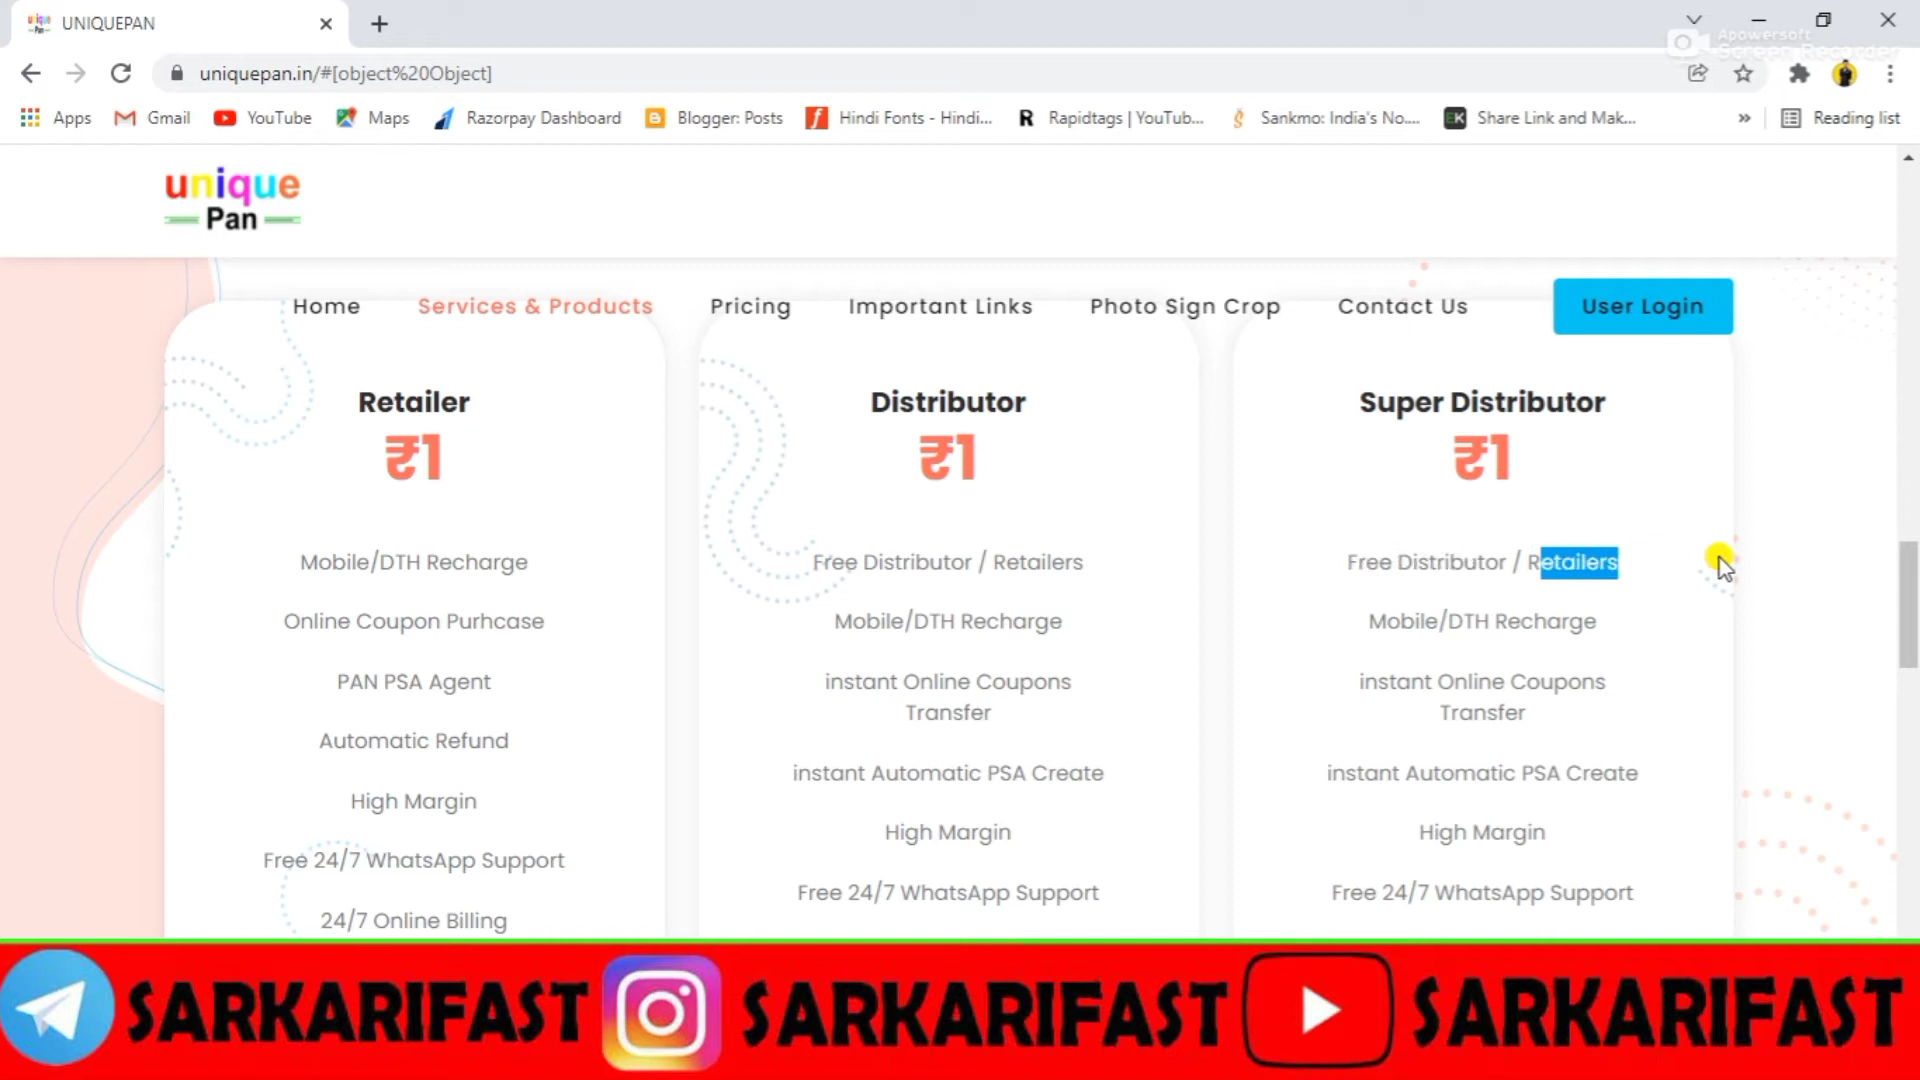 UNIQUEPAN
Apowersoft
Screen Recorder
uniquepan.in/#[object%20Object]
Apps
Gmail
YouTube
Maps
Razorpay Dashboard
Blogger: Posts
Hindi Fonts - Hindi...
Rapidtags | YouTub...
Sankmo: India's No....
Share Link and Mak...
»
Reading list
unique
Pan
Home
Services & Products
Pricing
Important Links
Photo Sign Crop
Contact Us
User Login
Retailer
₹1
Mobile/DTH Recharge
Online Coupon Purhcase
PAN PSA Agent
Automatic Refund
High Margin
Free 24/7 WhatsApp Support
24/7 Online Billing
Distributor
₹1
Free Distributor / Retailers
Mobile/DTH Recharge
instant Online Coupons
Transfer
instant Automatic PSA Create
High Margin
Free 24/7 WhatsApp Support
Super Distributor
₹1
Free Distributor / Retailers
Mobile/DTH Recharge
instant Online Coupons
Transfer
instant Automatic PSA Create
High Margin
Free 24/7 WhatsApp Support
SARKARIFAST
SARKARIFAST
SARKARIFAST